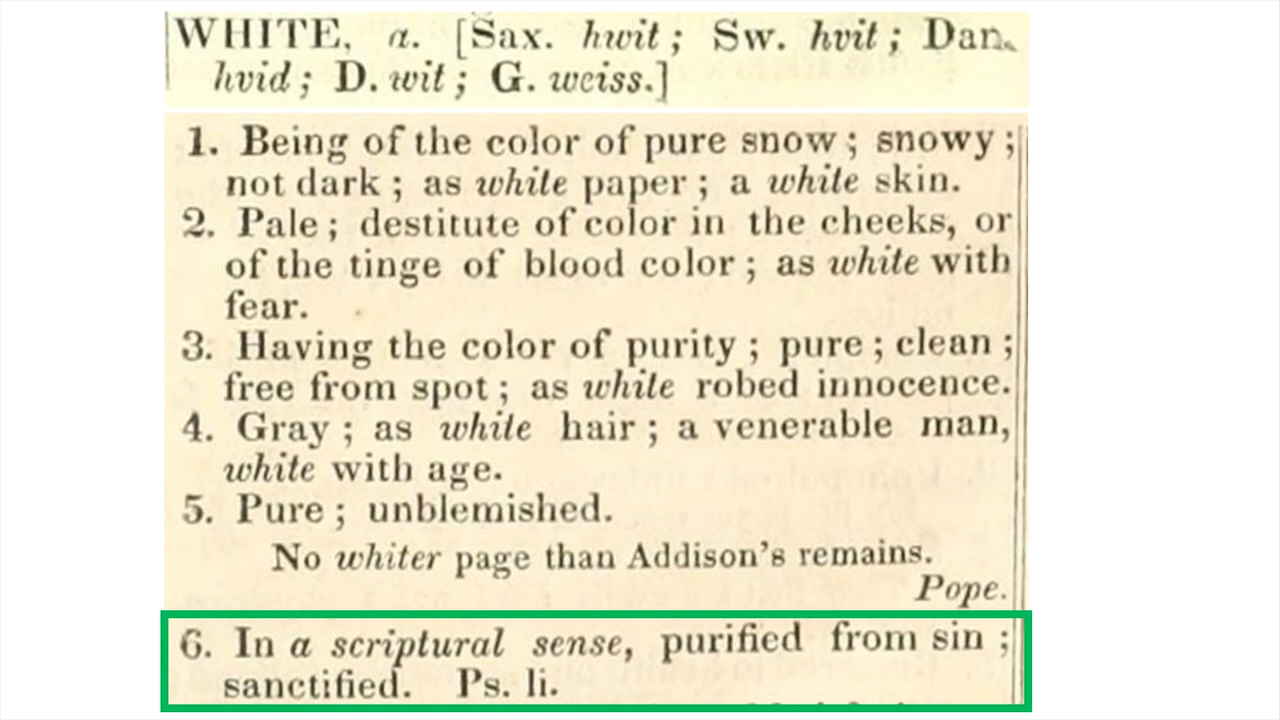 WHITE, a. [Sax. hwit; Sw. hvit; Dan.
hvid; D. wit; G. weiss.]
1. Being of the color of pure snow; snowy;
not dark; as white paper; a white skin.
2. Pale; destitute of color in the cheeks, or
of the tinge of blood color; as white with
fear.
3. Having the color of purity; pure; clean;
free from spot; as white robed innocence.
4. Gray; as white hair; a venerable man,
white with age.
5. Pure; unblemished.
No whiter page than Addison's remains.
Pope.
6. In a scriptural sense, purified from sin;
sanctified. Ps. li.